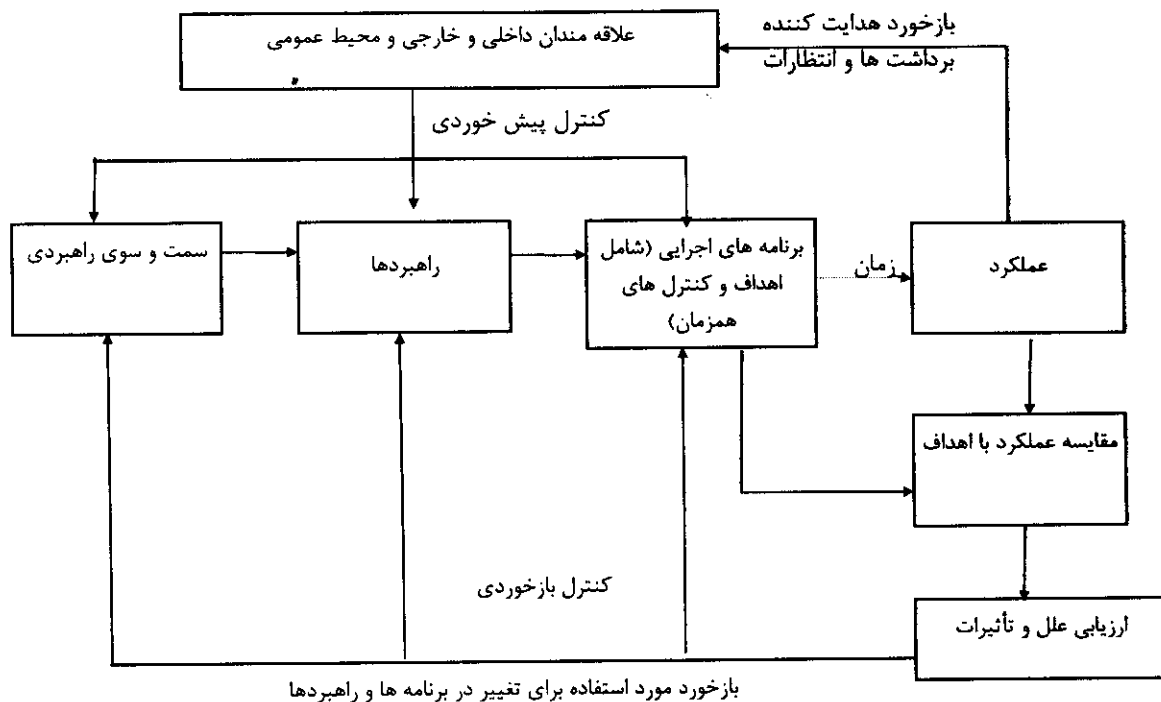 علاقه مندان داخلی و خارجی و محیط عمومی
بازخورد هدایت کننده
برداشت ها و انتظارات
کنترل پیش خوردی
سمت و سوی راهبردی
راهبردها
برنامه های اجرایی (شامل
اهداف و کنترل های
همزمان)
زمان
عملکرد
مقایسه عملکرد با اهداف
کنترل بازخوردی
ارزیابی علل و تأثیرات
بازخورد مورد استفاده برای تغییر در برنامه ها و راهبردها